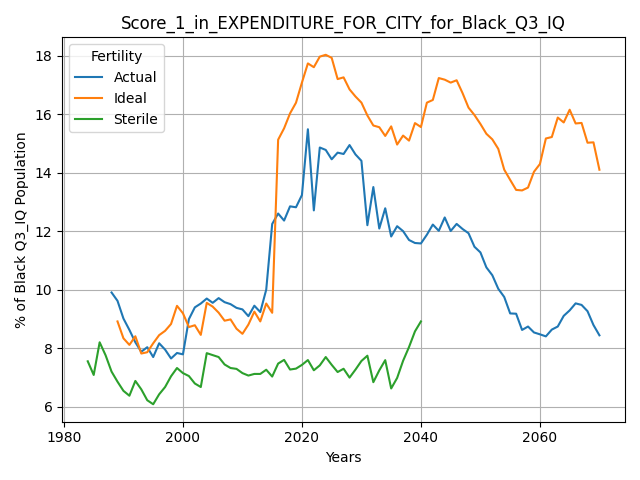 Score_1_in_EXPENDITURE_FOR_CITY_for_Black_Q3_IQ
Fertility
Actual
Ideal
Sterile
% of Black Q3_IQ Population
18
16
14
12
10
8
6
1980
2000
2020
2040
2060
Years